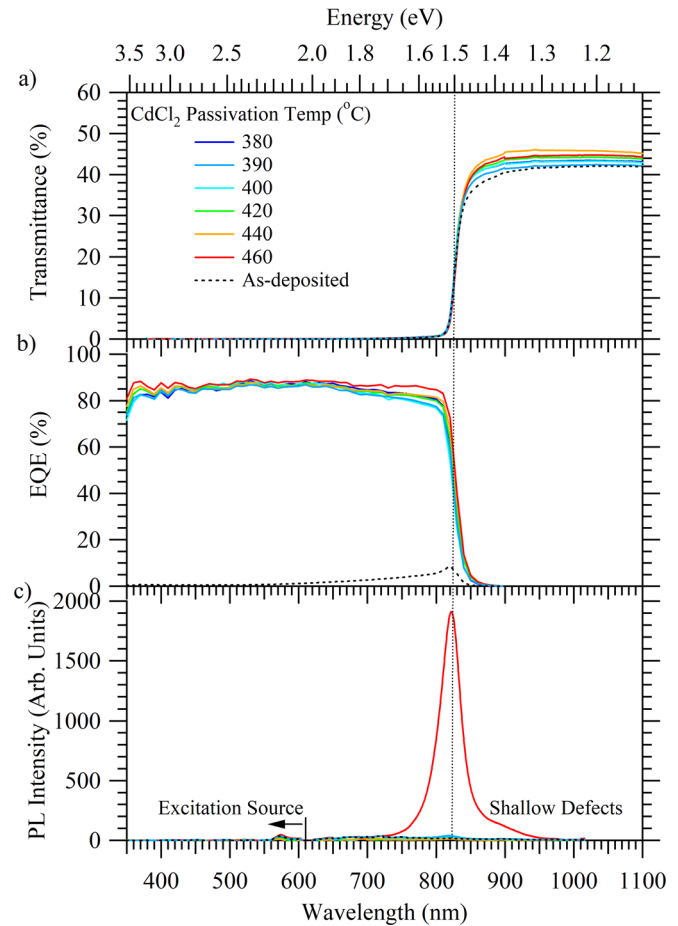 Energy (eV)
3.5 3.0 2.5 2.2 2.0 1.8 1.6 1.5 1.4 1.3 1.2
a)
60
50
40
30
20
10
0
Transmittance (%)
CdCl2 Passivation Temp (°C)
380
390
400
420
440
460
As-deposited
b)
100
80
60
40
20
0
EQE (%)
c)
2000
1500
1000
500
0
PL Intensity (Arb. Units)
Excitation Source
Shallow Defects
400 500 600 700 800 900 1000 1100
Wavelength (nm)